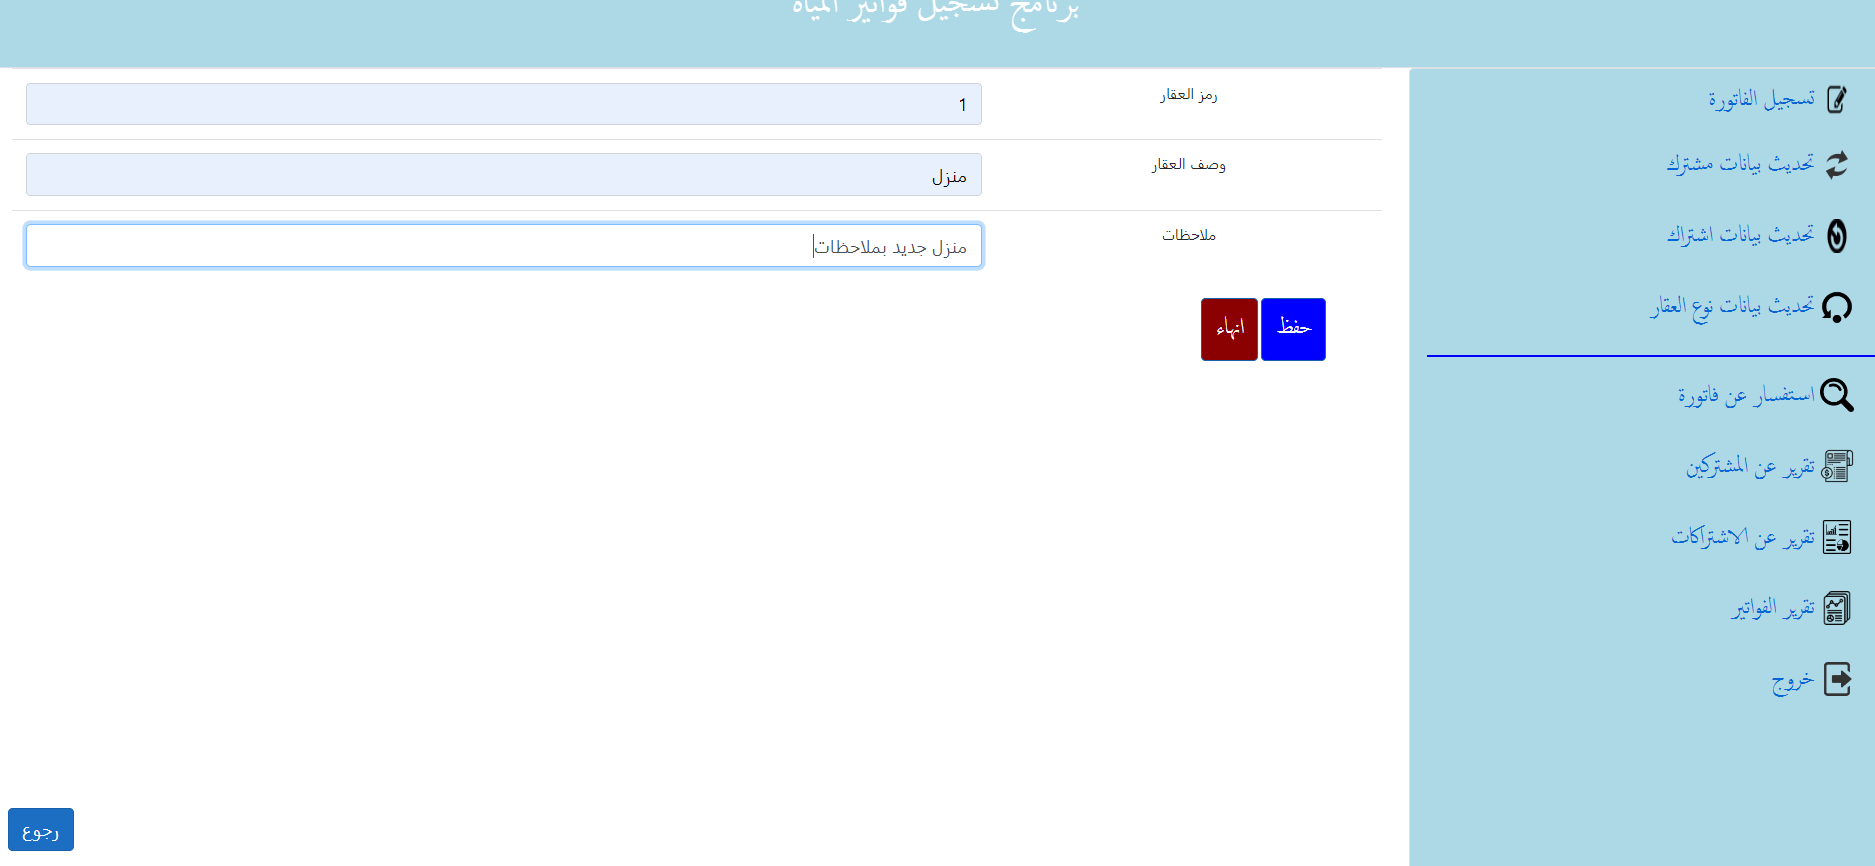 برنامج تسجيل فواتير المياه
تسجيل الفاتورة
تحديث بيانات مشترك
تحديث بيانات اشتراك
تحديث بيانات نوع العقار
استفسار عن فاتورة
تقرير عن المشتركين
تقرير عن الاشتراكات
تقرير الفواتير
خروج
رمز العقار
1
وصف العقار
منزل
ملاحظات
منزل جديد بملاحظات
حفظ
انهاء
رجوع